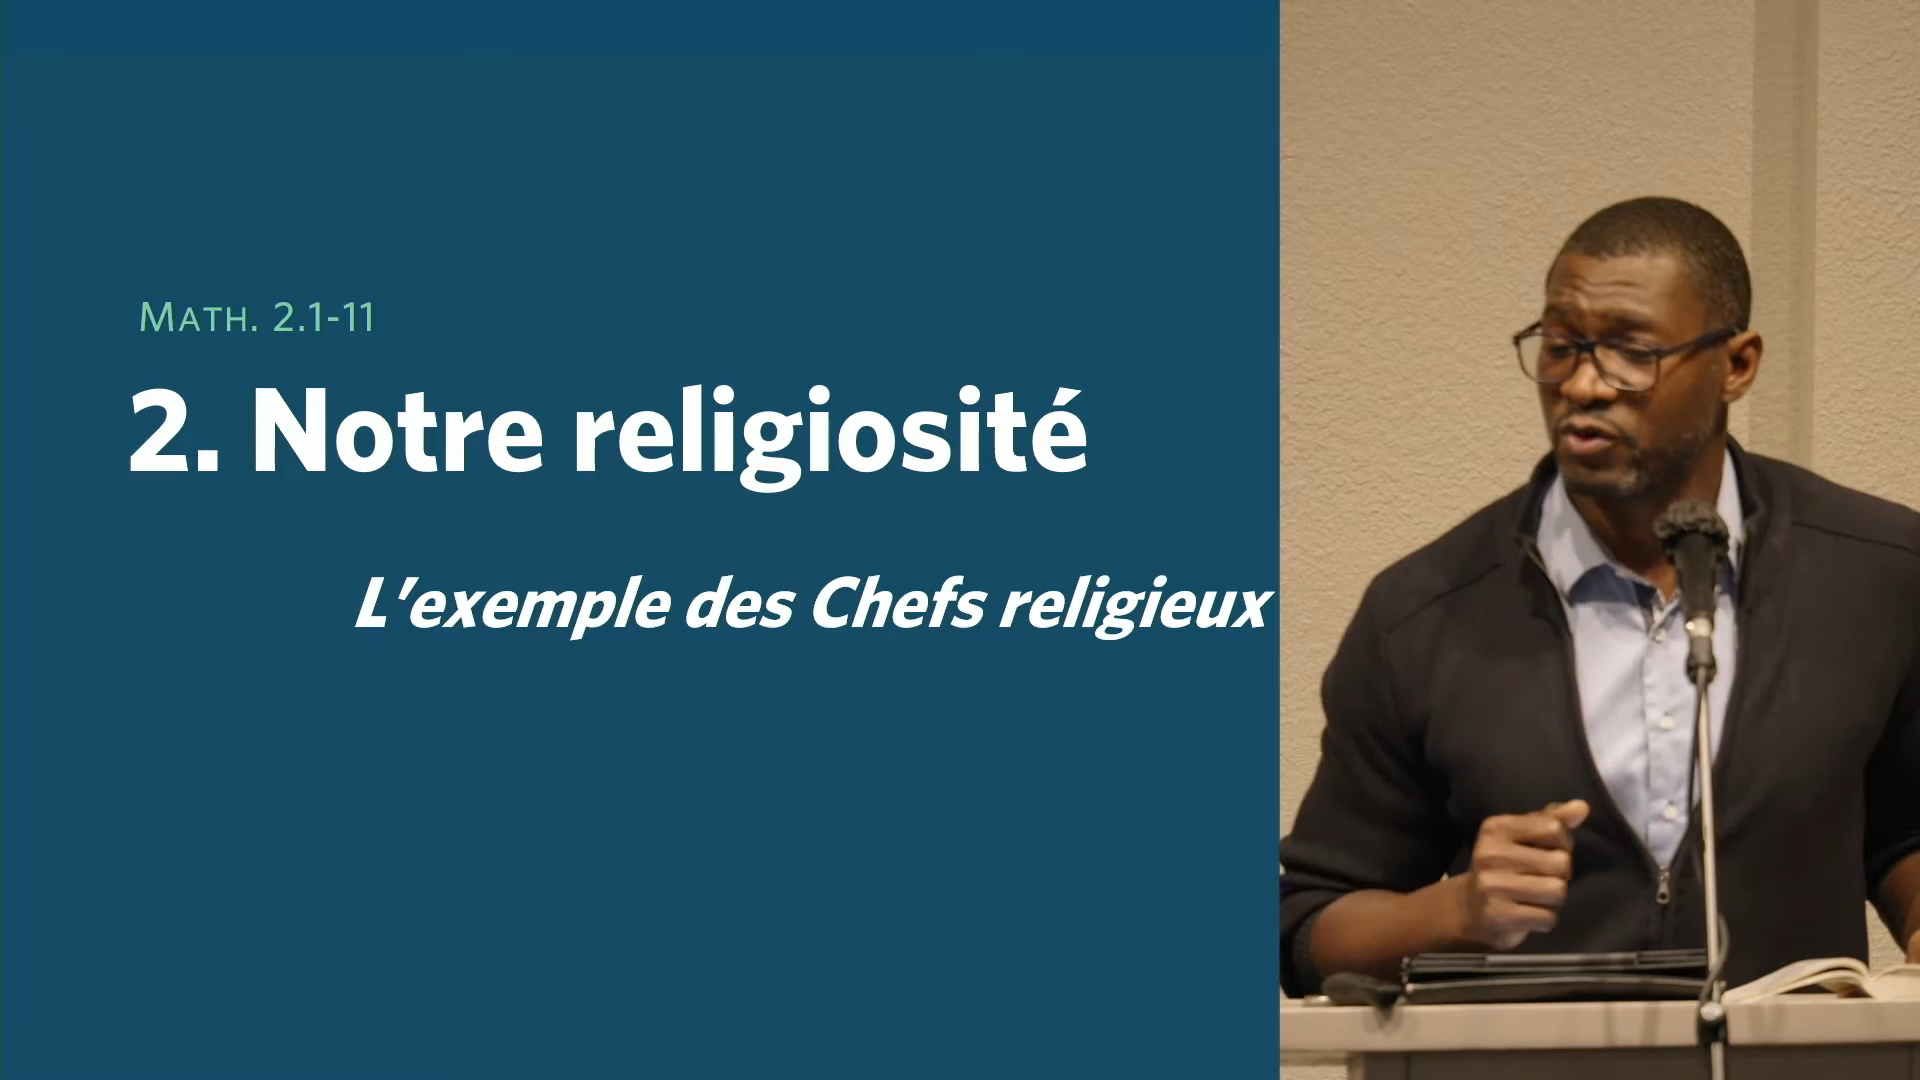 Math. 2.1-11
2. Notre religiosité
L'exemple des Chefs religieux